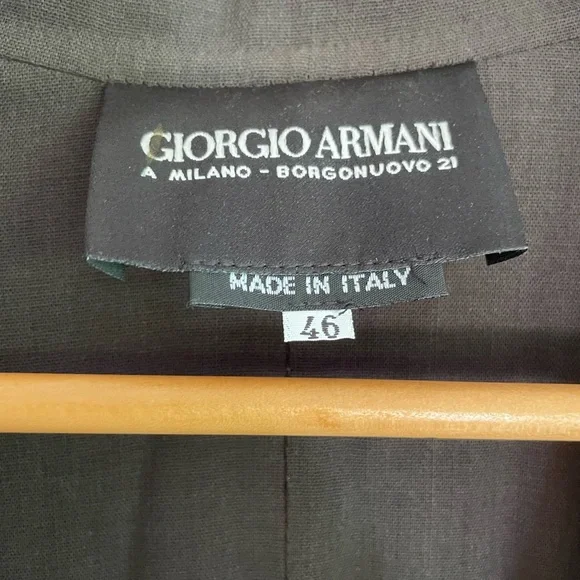 GIORGIO ARMANI
A MILANO - BORGONUOVO 21
MADE IN ITALY
46